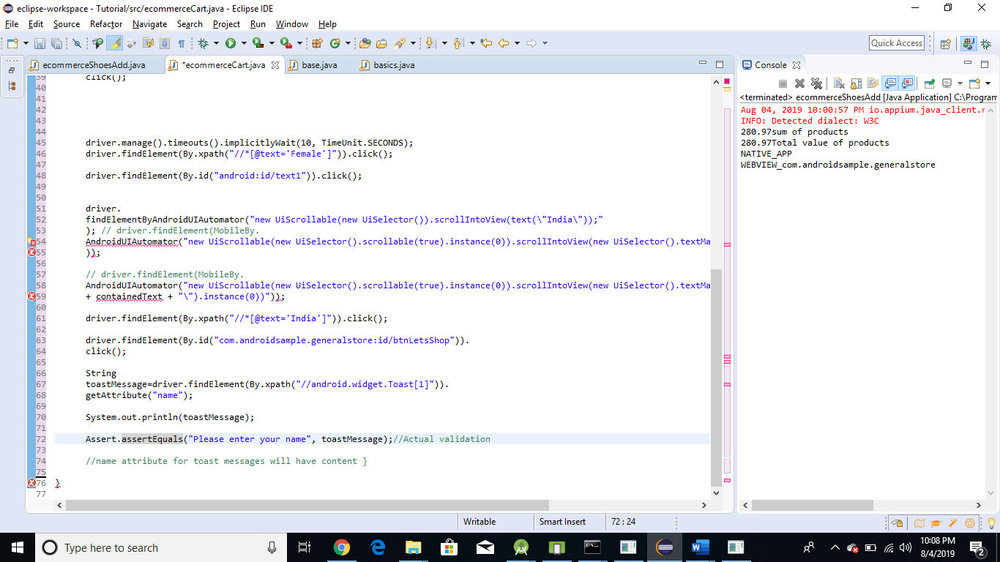 eclipse-workspace - Tutorial/src/ecommerceCart.java - Eclipse IDE
File Edit Source Refactor Navigate Search Project Run Window Help
Quick Access
ecommerceShoesAdd.java *ecommerceCart.java base.java basics.java
39 click();
40
41
42
43
44
45 driver.manage().timeouts().implicitlyWait(10, TimeUnit.SECONDS);
46 driver.findElement(By.xpath("//*[@text='Female']")).click();
47
48 driver.findElement(By.id("android:id/text1")).click();
49
50
51 driver.
52 findElementByAndroidUIAutomator("new UiScrollable(new UiSelector()).scrollIntoView(text(\"India\"));"
53 ); // driver.findElement(MobileBy.
54 AndroidUIAutomator("new UiScrollable(new UiSelector().scrollable(true).instance(0)).scrollIntoView(new UiSelector().textMa
55 ));
56
57 // driver.findElement(MobileBy.
58 AndroidUIAutomator("new UiScrollable(new UiSelector().scrollable(true).instance(0)).scrollIntoView(new UiSelector().textMa
59 + containedText + "\").instance(0))"));
60
61 driver.findElement(By.xpath("//*[@text='India']")).click();
62
63 driver.findElement(By.id("com.androidsample.generalstore:id/btnLetsShop")).
64 click();
65
66 String
67 toastMessage=driver.findElement(By.xpath("//android.widget.Toast[1]")).
68 getAttribute("name");
69
70 System.out.println(toastMessage);
71
72 Assert.assertEquals("Please enter your name", toastMessage);//Actual validation
73
74 //name attribute for toast messages will have content }
75
76 }
77
Console
<terminated> ecommerceShoesAdd [Java Application] C:\Program
Aug 04, 2019 10:00:57 PM io.appium.java_client.r
INFO: Detected dialect: W3C
280.97sum of products
280.97Total value of products
NATIVE_APP
WEBVIEW_com.androidsample.generalstore
Writable Smart Insert 72 : 24
Type here to search
10:08 PM
8/4/2019
2